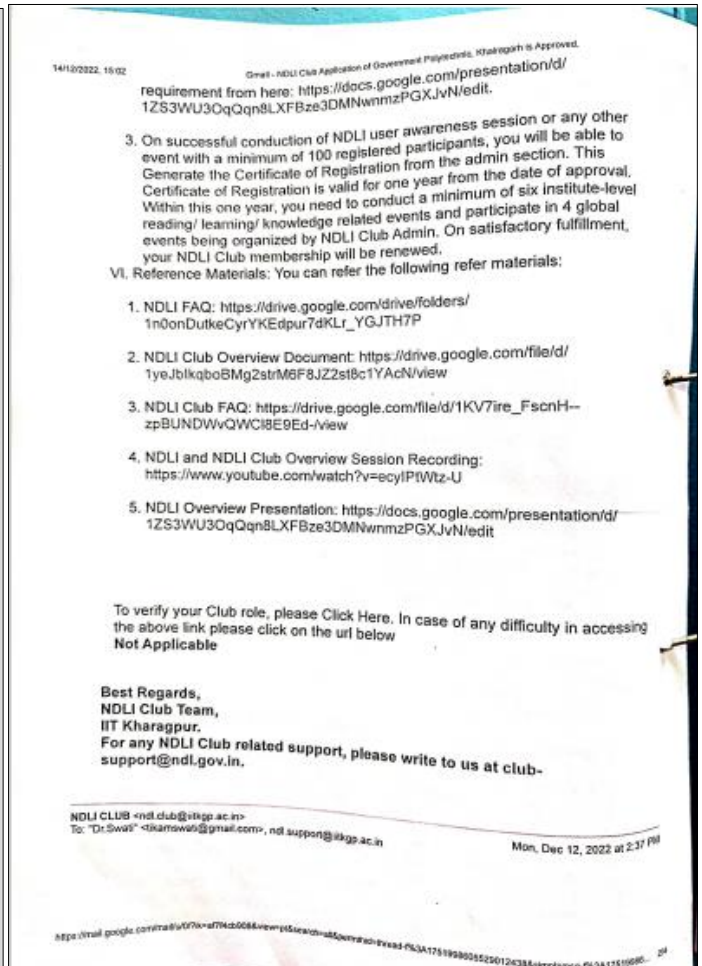 14/12/2022, 15:02
Gmail - NDLI Club Application of Government Polytechnic, Khairagarh is Approved.
requirement from here: https://docs.google.com/presentation/d/
1ZS3WU3OqQqn8LXFBze3DMNwnmzPGXJvN/edit.
3. On successful conduction of NDLI user awareness session or any other
event with a minimum of 100 registered participants, you will be able to
Generate the Certificate of Registration from the admin section. This
Certificate of Registration is valid for one year from the date of approval.
Within this one year, you need to conduct a minimum of six institute-level
reading/ learning/ knowledge related events and participate in 4 global
events being organized by NDLI Club Admin. On satisfactory fulfillment,
your NDLI Club membership will be renewed.
VI. Reference Materials: You can refer the following refer materials:
1. NDLI FAQ: https://drive.google.com/drive/folders/
1n0onDutkeCyrYKEdpur7dKLr_YGJTH7P
2. NDLI Club Overview Document: https://drive.google.com/file/d/
1yeJblkqboBMg2strM6F8JZ2st8c1YAcN/view
3. NDLI Club FAQ: https://drive.google.com/file/d/1KV7ire_FscnH--
zpBUNDWvQWCl8E9Ed-/view
4. NDLI and NDLI Club Overview Session Recording:
https://www.youtube.com/watch?v=ecyIPfWtz-U
5. NDLI Overview Presentation: https://docs.google.com/presentation/d/
1ZS3WU3OqQqn8LXFBze3DMNwnmzPGXJvN/edit
To verify your Club role, please Click Here. In case of any difficulty in accessing
the above link please click on the url below
Not Applicable
Best Regards,
NDLI Club Team,
IIT Kharagpur.
For any NDLI Club related support, please write to us at club-
support@ndl.gov.in.
NDLI CLUB <ndl.club@iitkgp.ac.in>
To: "Dr.Swati" <tikamswati@gmail.com>, ndl.support@iitkgp.ac.in
Mon, Dec 12, 2022 at 2:37 PM